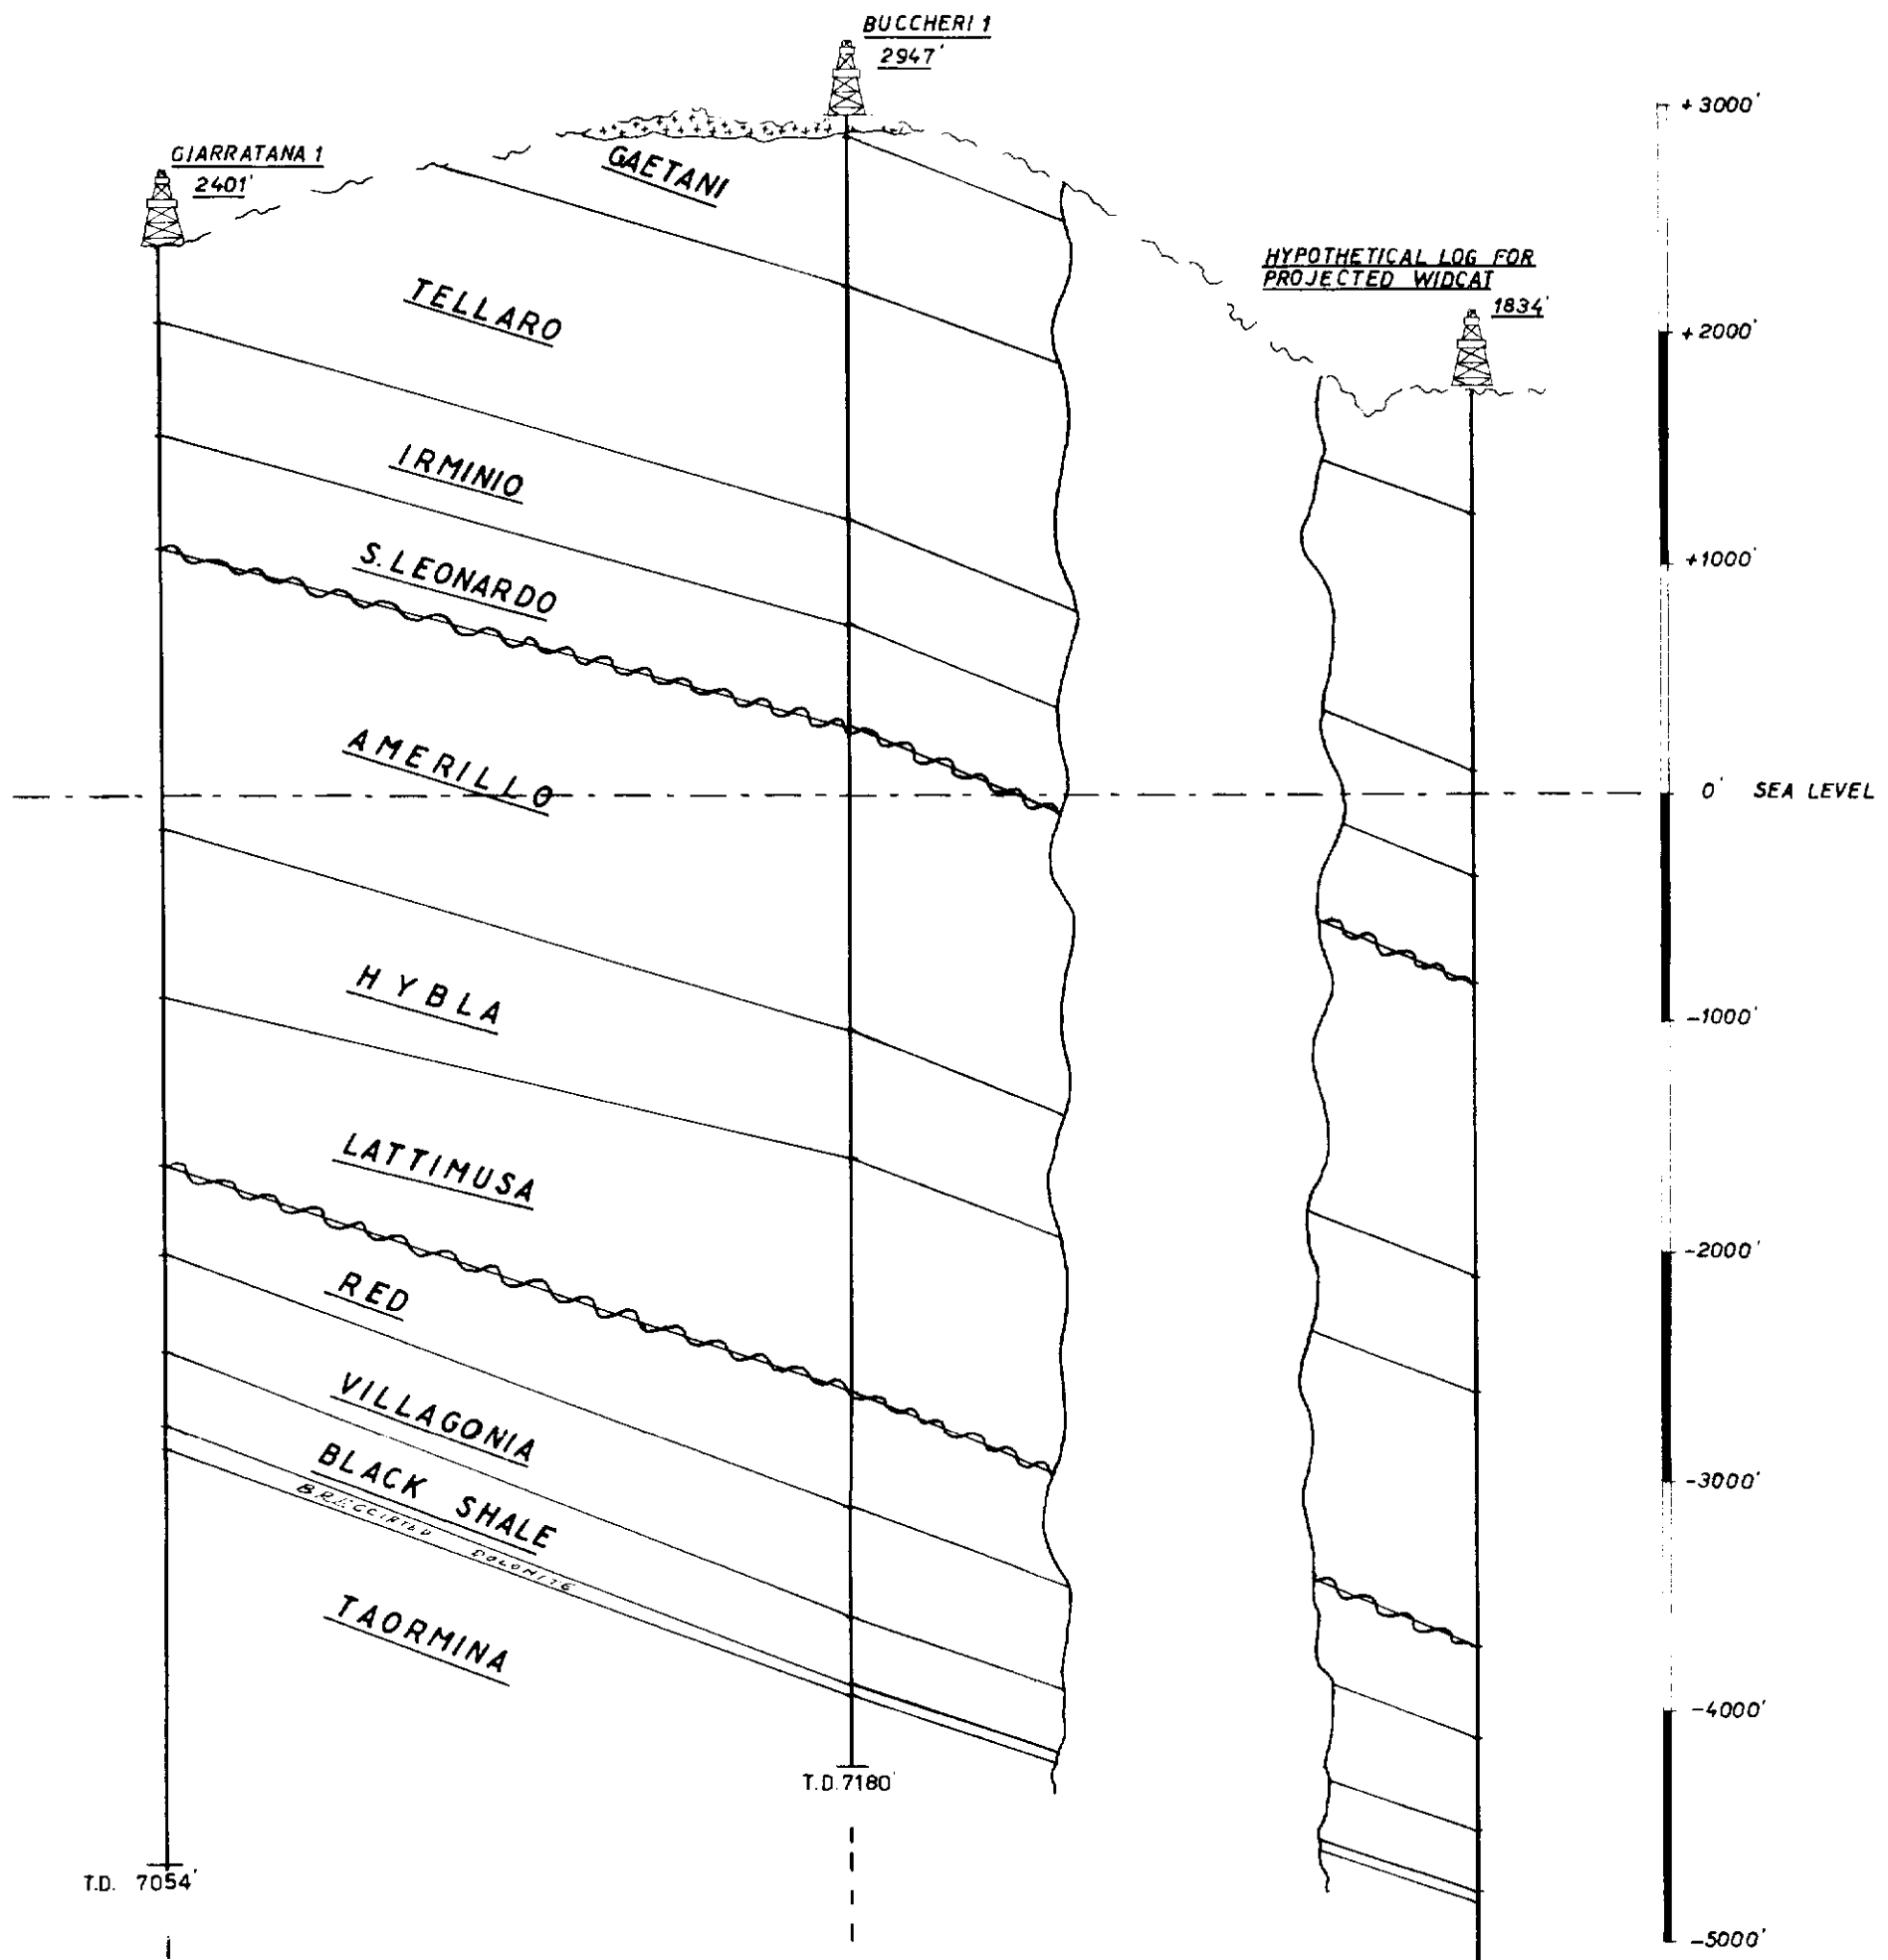 BUCCHERI 1
2947'
GIARRATANA 1
2401'
HYPOTHETICAL LOG FOR
PROJECTED WIDCAT
1834'
GAETANI
TELLARO
IRMINIO
S. LEONARDO
AMERILLO
HYBLA
LATTIMUSA
RED
VILLAGONIA
BLACK SHALE
DOLOMITE
TAORMINA
T.D. 7180'
T.D. 7054'
+3000'
+2000'
+1000'
0' SEA LEVEL
-1000'
-2000'
-3000'
-4000'
-5000'